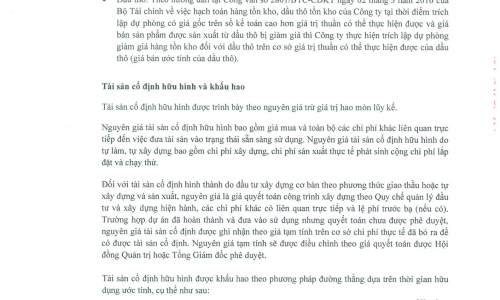 Dầu thô: Theo hướng dẫn tại Công văn số 2801/BTC-CĐKT ngày 02 tháng 3 năm 2016 của
Bộ Tài chính về việc hạch toán hàng tồn kho, dầu thô tồn kho của Công ty tại thời điểm trích
lập dự phòng có giá gốc trên sổ kế toán cao hơn giá trị thuần có thể thực hiện được và giá
bán sản phẩm được sản xuất từ dầu thô bị giảm giá thì Công ty thực hiện trích lập dự phòng
giảm giá hàng tồn kho đối với dầu thô trên cơ sở giá trị thuần có thể thực hiện được của dầu
thô (giá bán ước tính của dầu thô).
Tài sản cố định hữu hình và khấu hao
Tài sản cố định hữu hình được trình bày theo nguyên giá trừ giá trị hao mòn lũy kế.
Nguyên giá tài sản cố định hữu hình bao gồm giá mua và toàn bộ các chi phí khác liên quan trực
tiếp đến việc đưa tài sản vào trạng thái sẵn sàng sử dụng. Nguyên giá tài sản cố định hữu hình do
tự làm, tự xây dựng bao gồm chi phí xây dựng, chi phí sản xuất thực tế phát sinh cộng chi phí lắp
đặt và chạy thử.
Đối với tài sản cố định hình thành do đầu tư xây dựng cơ bản theo phương thức giao thầu hoặc tự
xây dựng và sản xuất, nguyên giá là giá quyết toán công trình xây dựng theo Quy chế quản lý đầu
tư và xây dựng hiện hành, các chi phí khác có liên quan trực tiếp và lệ phí trước bạ (nếu có).
Trường hợp dự án đã hoàn thành và đưa vào sử dụng nhưng quyết toán chưa được phê duyệt,
nguyên giá tài sản cố định được ghi nhận theo giá tạm tính trên cơ sở chi phí thực tế đã bỏ ra để
có được tài sản cố định. Nguyên giá tạm tính sẽ được điều chỉnh theo giá quyết toán được Hội
đồng Quản trị hoặc Tổng Giám đốc phê duyệt.
Tài sản cố định hữu hình được khấu hao theo phương pháp đường thẳng dựa trên thời gian hữu
dụng ước tính, cụ thể như sau: